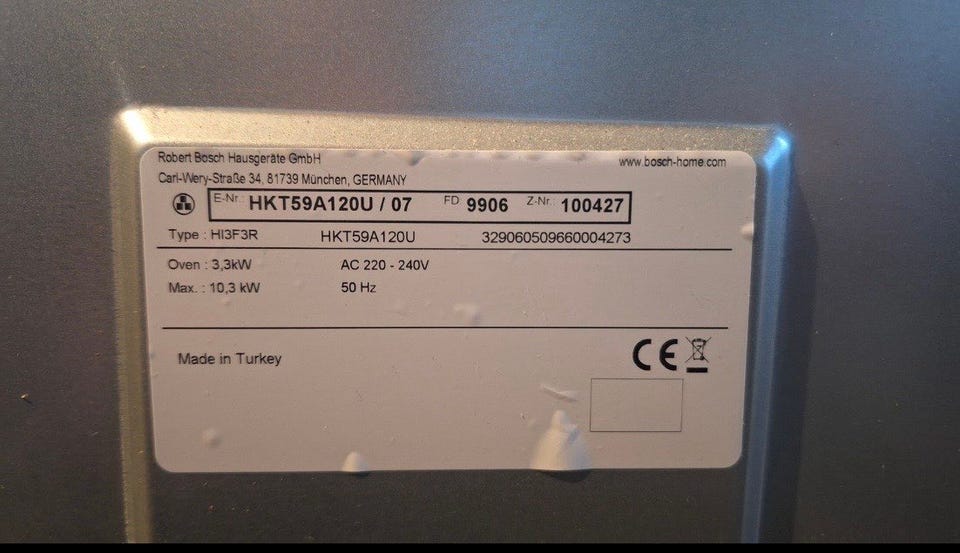 Robert Bosch Hausgeräte GmbH www.bosch-home.com
Carl-Wery-Straße 34, 81739 München, GERMANY
E-Nr.: HKT59A120U / 07 FD 9906 Z-Nr. 100427
Type : HI3F3R HKT59A120U 329060509660004273
Oven : 3,3kW AC 220 - 240V
Max. : 10,3 kW 50 Hz
Made in Turkey CE